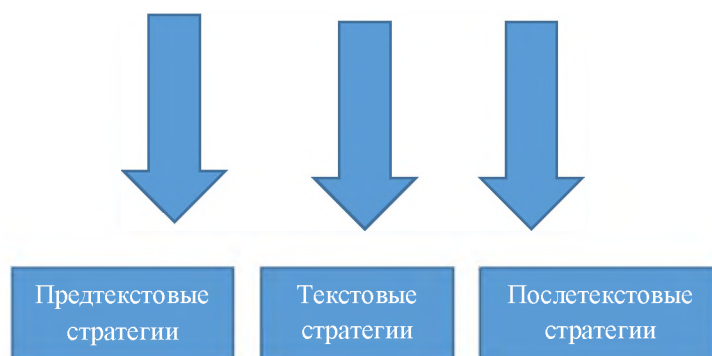 Предтекстовые
стратегии
Текстовые
стратегии
Послетекстовые
стратегии